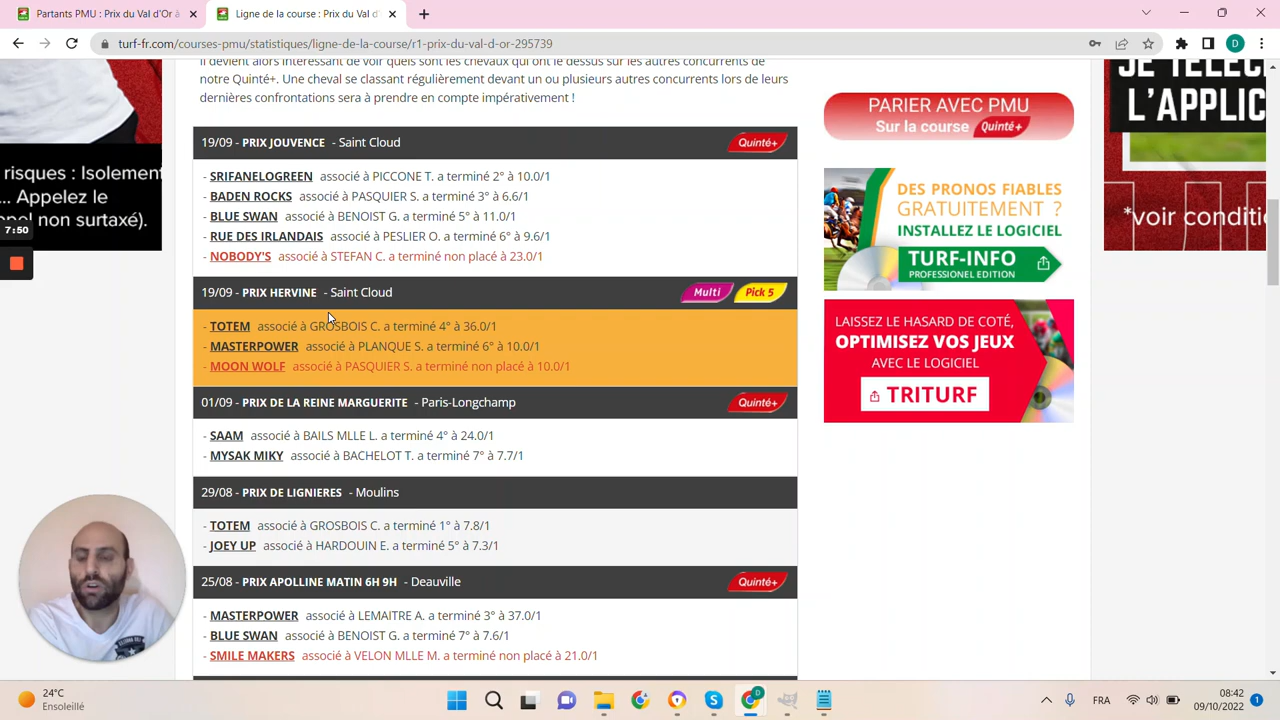 Partants PMU : Prix du Val d'Or à
Ligne de la course : Prix du Val d'
turf-fr.com/courses-pmu/statistiques/ligne-de-la-course/r1-prix-du-val-d-or-295739
D
Il devient alors intéressant de voir quels sont les chevaux qui ont le dessus sur les autres concurrents de
notre Quinté+. Une cheval se classant régulièrement devant un ou plusieurs autres concurrents lors de leurs
dernières confrontations sera à prendre en compte impérativement !
risques : Isolement
... Appelez le
ppel non surtaxé).
7:50
19/09 - PRIX JOUVENCE - Saint Cloud
Quinté+
- SRIFANELOGREEN associé à PICCONE T. a terminé 2° à 10.0/1
- BADEN ROCKS associé à PASQUIER S. a terminé 3° à 6.6/1
- BLUE SWAN associé à BENOIST G. a terminé 5° à 11.0/1
- RUE DES IRLANDAIS associé à PESLIER O. a terminé 6° à 9.6/1
- NOBODY'S associé à STEFAN C. a terminé non placé à 23.0/1
19/09 - PRIX HERVINE - Saint Cloud
Multi Pick 5
- TOTEM associé à GROSBOIS C. a terminé 4° à 36.0/1
- MASTERPOWER associé à PLANQUE S. a terminé 6° à 10.0/1
- MOON WOLF associé à PASQUIER S. a terminé non placé à 10.0/1
01/09 - PRIX DE LA REINE MARGUERITE - Paris-Longchamp
Quinté+
- SAAM associé à BAILS MLLE L. a terminé 4° à 24.0/1
- MYSAK MIKY associé à BACHELOT T. a terminé 7° à 7.7/1
29/08 - PRIX DE LIGNIERES - Moulins
- TOTEM associé à GROSBOIS C. a terminé 1° à 7.8/1
- JOEY UP associé à HARDOUIN E. a terminé 5° à 7.3/1
25/08 - PRIX APOLLINE MATIN 6H 9H - Deauville
Quinté+
- MASTERPOWER associé à LEMAITRE A. a terminé 3° à 37.0/1
- BLUE SWAN associé à BENOIST G. a terminé 7° à 7.6/1
- SMILE MAKERS associé à VELON MLLE M. a terminé non placé à 21.0/1
PARIER AVEC PMU
Sur la course Quinté+
DES PRONOS FIABLES
GRATUITEMENT ?
INSTALLEZ LE LOGICIEL
TURF-INFO
PROFESSIONEL EDITION
LAISSEZ LE HASARD DE COTÉ,
OPTIMISEZ VOS JEUX
AVEC LE LOGICIEL
TRITURF
JE TÉLÉC
L'APPLIC
*voir conditi
24°C
Ensoleillé
D
FRA
08:42
09/10/2022
1